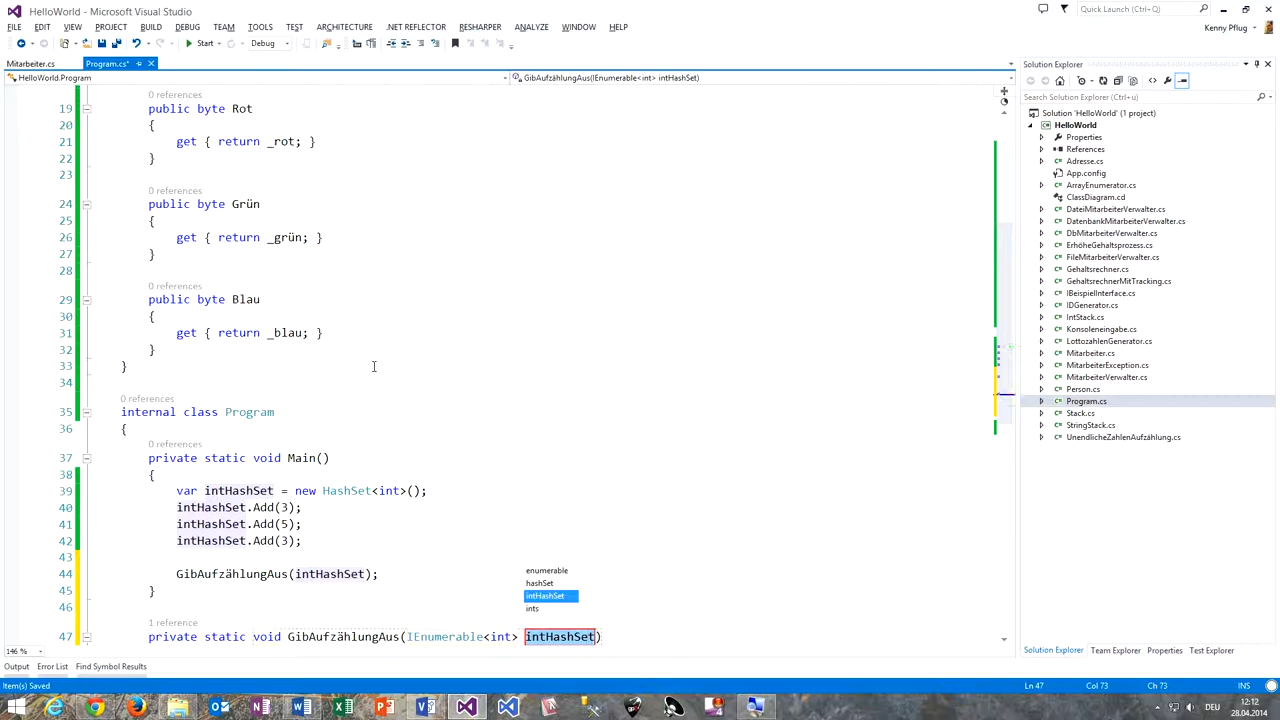 HelloWorld - Microsoft Visual Studio
Quick Launch (Ctrl+Q)
FILE EDIT VIEW PROJECT BUILD DEBUG TEAM TOOLS TEST ARCHITECTURE .NET REFLECTOR RESHARPER ANALYZE WINDOW HELP
Kenny Pflug
Start
Debug
Mitarbeiter.cs
Program.cs*
HelloWorld.Program
GibAufzählungAus(IEnumerable<int> intHashSet)
0 references
19 public byte Rot
20 {
21 get { return _rot; }
22 }
23
0 references
24 public byte Grün
25 {
26 get { return _grün; }
27 }
28
0 references
29 public byte Blau
30 {
31 get { return _blau; }
32 }
33 }
34
0 references
35 internal class Program
36 {
0 references
37 private static void Main()
38 {
39 var intHashSet = new HashSet<int>();
40 intHashSet.Add(3);
41 intHashSet.Add(5);
42 intHashSet.Add(3);
43
44 GibAufzählungAus(intHashSet);
45 }
46
1 reference
47 private static void GibAufzählungAus(IEnumerable<int> intHashSet)
enumerable
hashSet
intHashSet
ints
146 %
Solution Explorer
Search Solution Explorer (Ctrl+ü)
Solution 'HelloWorld' (1 project)
HelloWorld
Properties
References
Adresse.cs
App.config
ArrayEnumerator.cs
ClassDiagram.cd
DateiMitarbeiterVerwalter.cs
DatenbankMitarbeiterVerwalter.cs
DbMitarbeiterVerwalter.cs
ErhöheGehaltsprozess.cs
FileMitarbeiterVerwalter.cs
Gehaltsrechner.cs
GehaltsrechnerMitTracking.cs
IBeispielInterface.cs
IDGenerator.cs
IntStack.cs
Konsoleneingabe.cs
LottozahlenGenerator.cs
Mitarbeiter.cs
MitarbeiterException.cs
MitarbeiterVerwalter.cs
Person.cs
Program.cs
Stack.cs
StringStack.cs
UnendlicheZahlenAufzählung.cs
Solution Explorer Team Explorer Properties Test Explorer
Output Error List Find Symbol Results
Item(s) Saved
Ln 47 Col 73 Ch 73 INS
12:12
28.04.2014